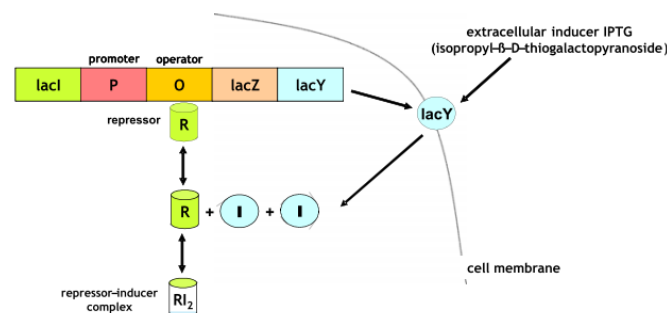 extracellular inducer IPTG
(isopropyl-ß-D-thiogalactopyranoside)
promoter operator
lacI P O lacZ lacY
lacY
repressor R
R + I + I
cell membrane
repressor-inducer
complex
RI₂